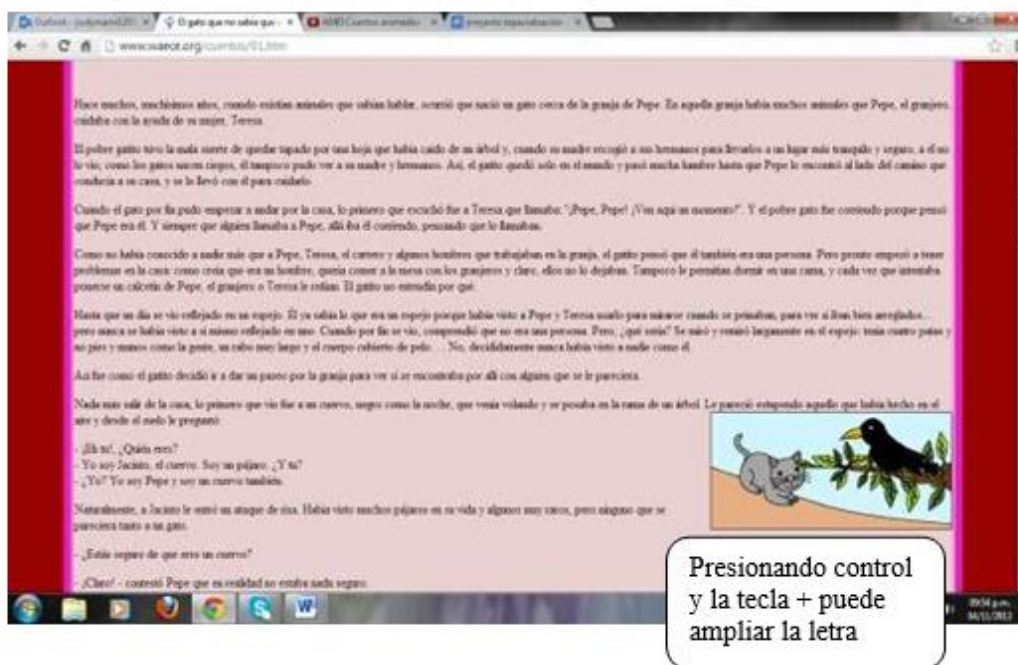 El gato que no sabia que
www.waece.org/cuentos/01.htm
Hace muchos, muchísimos años, cuando existían animales que sabían hablar, ocurrió que nació un gato cerca de la granja de Pepe. En aquella granja había muchos animales que Pepe, el granjero,
cuidaba con la ayuda de su mujer, Teresa.
El pobre gatito tuvo la mala suerte de quedar tapado por una hoja que había caído de un árbol y, cuando su madre recogió a sus hermanos para llevarlos a un lugar más tranquilo y seguro, a él no
lo vio; como los gatos nacen ciegos, él tampoco pudo ver a su madre y hermanos. Así, el gatito quedó solo en el mundo y pasó mucha hambre hasta que Pepe lo encontró al lado del camino que
conducía a su casa, y se lo llevó con él para cuidarlo.
Cuando el gato por fin pudo empezar a andar por la casa, lo primero que escuchó fue a Teresa que llamaba: "¡Pepe, Pepe! ¡Ven aquí un momento!". Y el pobre gato fue corriendo porque pensó
que Pepe era él. Y siempre que alguien llamaba a Pepe, allá iba él corriendo, pensando que lo llamaban.
Como no había conocido a nadie más que a Pepe, Teresa, el cartero y algunos hombres que trabajaban en la granja, el gatito pensó que él también era una persona. Pero pronto empezó a tener
problemas en la casa: como creía que era un hombre, quería comer a la mesa con los granjeros y claro, ellos no lo dejaban. Tampoco le permitían dormir en una cama, y cada vez que intentaba
ponerse un calcetín de Pepe, el granjero o Teresa le reñían. El gatito no entendía por qué.
Hasta que un día se vio reflejado en un espejo. Él ya sabía lo que era un espejo porque había visto a Pepe y Teresa usarlo para mirarse cuando se peinaban, para ver si iban bien arreglados...
pero nunca se había visto a sí mismo reflejado en uno. Cuando por fin se vio, comprendió que no era una persona. Pero, ¿qué sería? Se miró y remiró largamente en el espejo: tenía cuatro patas y
no pies y manos como la gente, un rabo muy largo y el cuerpo cubierto de pelo. . . No, decididamente nunca había visto a nadie como él.
Así fue como el gatito decidió ir a dar un paseo por la granja para ver si se encontraba por allí con alguien que se le pareciera.
Nada más salir de la casa, lo primero que vio fue a un cuervo, negro como la noche, que venía volando y se posaba en la rama de un árbol. Le pareció estupendo aquello que había hecho en el
aire y desde el suelo le preguntó:
- ¡Eh tu!, ¿Quién eres?
- Yo soy Jacinto, el cuervo. Soy un pájaro. ¿Y tu?
- ¿Yo? Yo soy Pepe y soy un cuervo también.
Naturalmente, a Jacinto le entró un ataque de risa. Había visto muchos pájaros en su vida y algunos muy raros, pero ninguno que se
pareciera tanto a un gato.
- ¿Estás seguro de que eres un cuervo?
- ¡Claro! - contestó Pepe que en realidad no estaba nada seguro.
Presionando control
y la tecla + puede
ampliar la letra